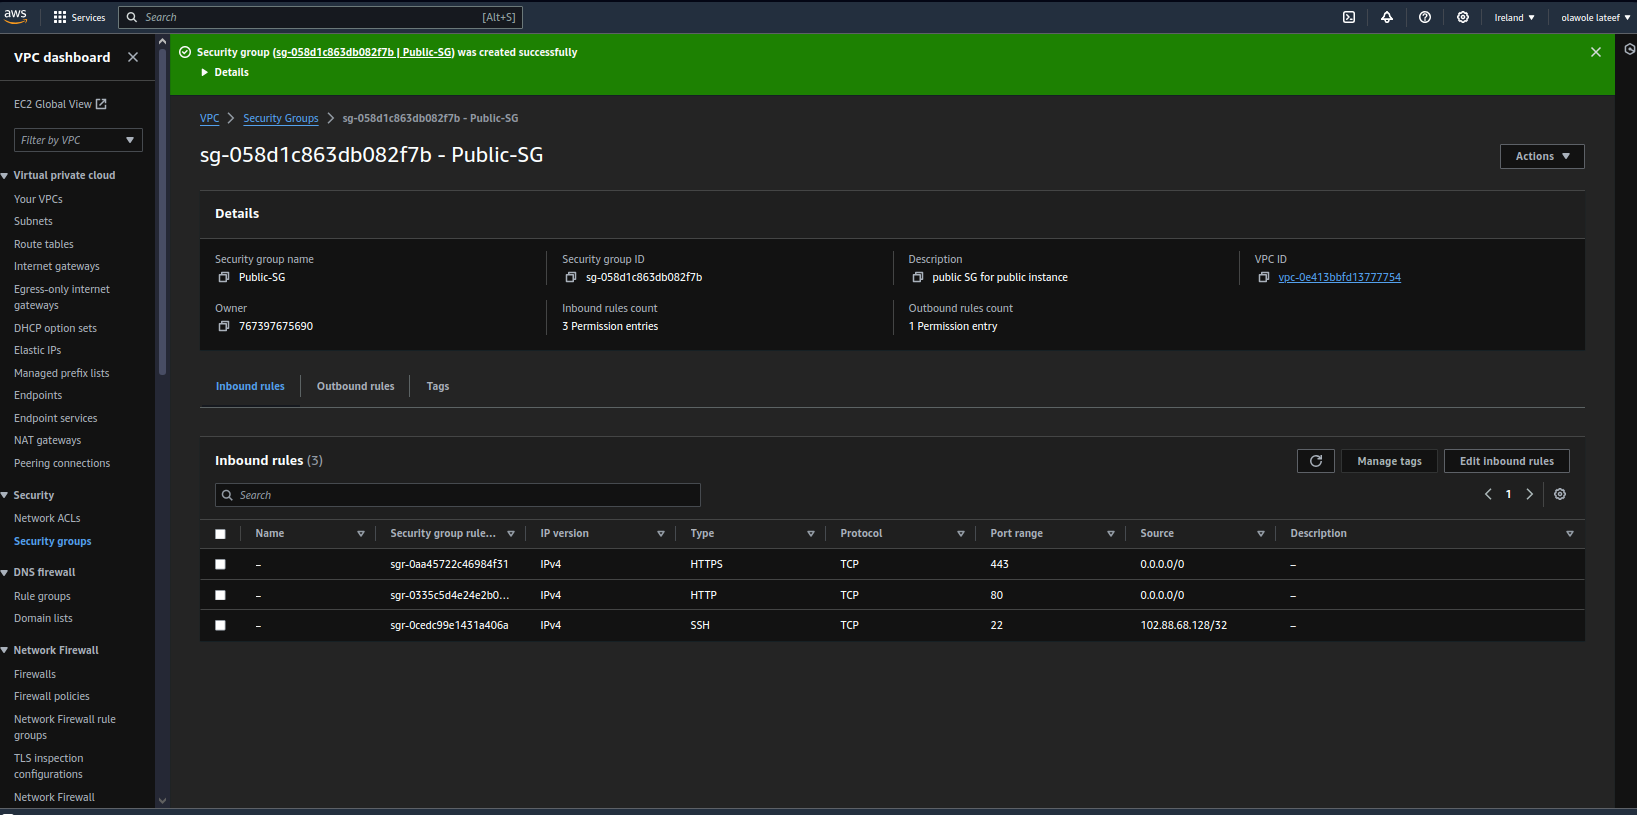 aws
Services
Search
[Alt+S]
Ireland
olawole lateef
VPC dashboard
EC2 Global View
Filter by VPC
Virtual private cloud
Your VPCs
Subnets
Route tables
Internet gateways
Egress-only internet
gateways
DHCP option sets
Elastic IPs
Managed prefix lists
Endpoints
Endpoint services
NAT gateways
Peering connections
Security
Network ACLs
Security groups
DNS firewall
Rule groups
Domain lists
Network Firewall
Firewalls
Firewall policies
Network Firewall rule
groups
TLS inspection
configurations
Network Firewall
Security group (sg-058d1c863db082f7b | Public-SG) was created successfully
Details
VPC > Security Groups > sg-058d1c863db082f7b - Public-SG
sg-058d1c863db082f7b - Public-SG
Actions
Details
Security group name
Public-SG
Security group ID
sg-058d1c863db082f7b
Description
public SG for public instance
VPC ID
vpc-0e413bbfd13777754
Owner
767397675690
Inbound rules count
3 Permission entries
Outbound rules count
1 Permission entry
Inbound rules Outbound rules Tags
Inbound rules (3)
Manage tags Edit inbound rules
Search
1
Name Security group rule... IP version Type Protocol Port range Source Description
– sgr-0aa45722c46984f31 IPv4 HTTPS TCP 443 0.0.0.0/0 –
– sgr-0335c5d4e24e2b0... IPv4 HTTP TCP 80 0.0.0.0/0 –
– sgr-0cedc99e1431a406a IPv4 SSH TCP 22 102.88.68.128/32 –